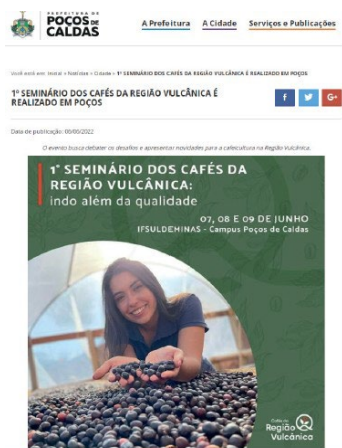 PREFEITURA DE
POÇOS DE
CALDAS
A Prefeitura A Cidade Serviços e Publicações
Você está em: Inicial » Notícias » Cidade » 1º SEMINÁRIO DOS CAFÉS DA REGIÃO VULCÂNICA É REALIZADO EM POÇOS
1º SEMINÁRIO DOS CAFÉS DA REGIÃO VULCÂNICA É
REALIZADO EM POÇOS
f G+
Data de publicação: /06/2022
O evento busca debater os desafios e apresentar novidades para a cafeicultura na Região Vulcânica.
1° SEMINÁRIO DOS CAFÉS DA
REGIÃO VULCÂNICA:
indo além da qualidade
07, 08 E 09 DE JUNHO
IFSULDEMINAS - Campus Poços de Caldas
Cafés da
Região
Vulcânica